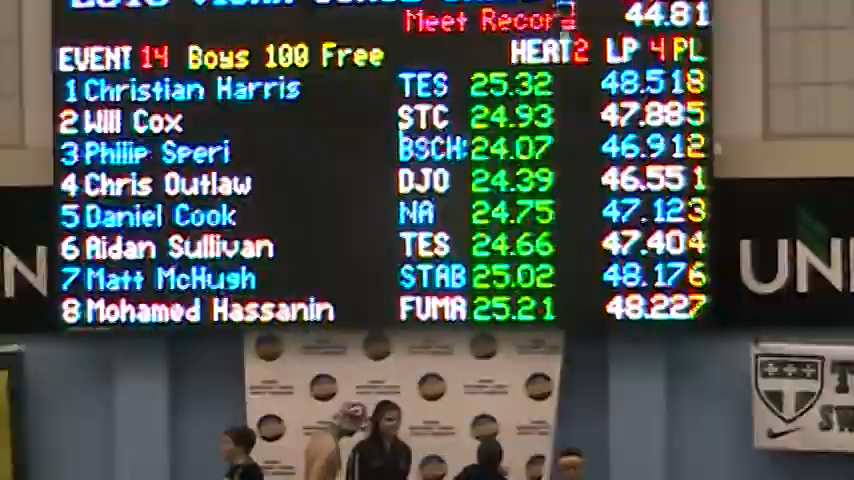 Meet Record 44.81
EVENT 14 Boys 100 Free HEAT 2 LP 4 PL
1 Christian Harris TES 25.32 48.51 8
2 Will Cox STC 24.93 47.88 5
3 Philip Speri BSCH: 24.07 46.91 2
4 Chris Outlaw DJO 24.39 46.55 1
5 Daniel Cook NA 24.75 47.12 3
6 Aidan Sullivan TES 24.66 47.40 4
7 Matt McHugh STAB 25.02 48.17 6
8 Mohamed Hassanin FUMA 25.21 48.22 7